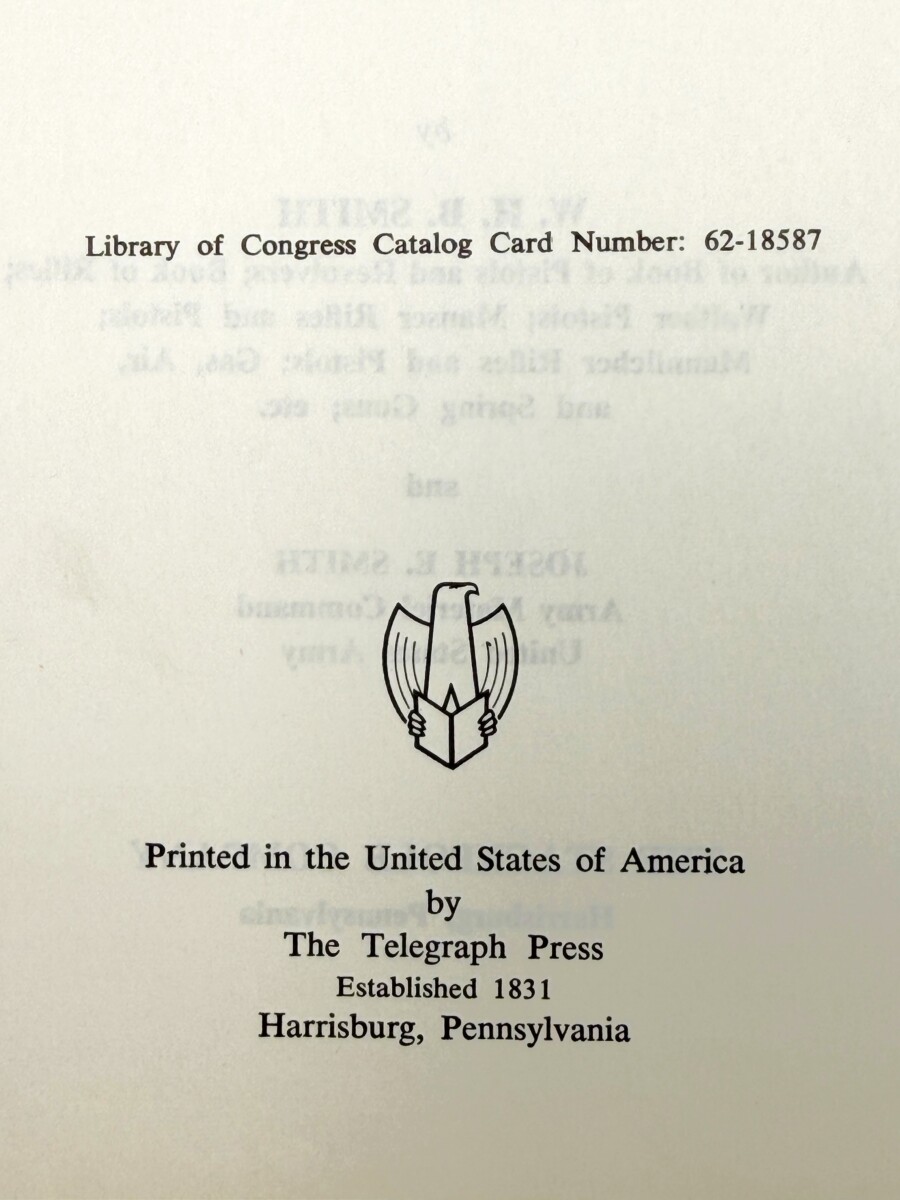 Library of Congress Catalog Card Number: 62-18587
Printed in the United States of America
by
The Telegraph Press
Established 1831
Harrisburg, Pennsylvania